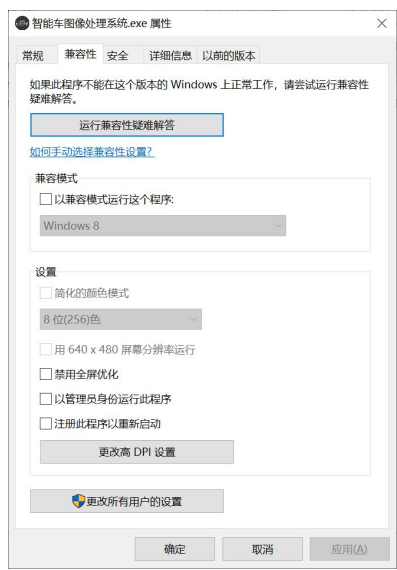 智能车图像处理系统.exe 属性
常规 兼容性 安全 详细信息 以前的版本
如果此程序不能在这个版本的 Windows 上正常工作，请尝试运行兼容性
疑难解答。
运行兼容性疑难解答
如何手动选择兼容性设置?
兼容模式
以兼容模式运行这个程序:
Windows 8
设置
简化的颜色模式
8 位(256)色
用 640 x 480 屏幕分辨率运行
禁用全屏优化
以管理员身份运行此程序
注册此程序以重新启动
更改高 DPI 设置
更改所有用户的设置
确定 取消 应用(A)